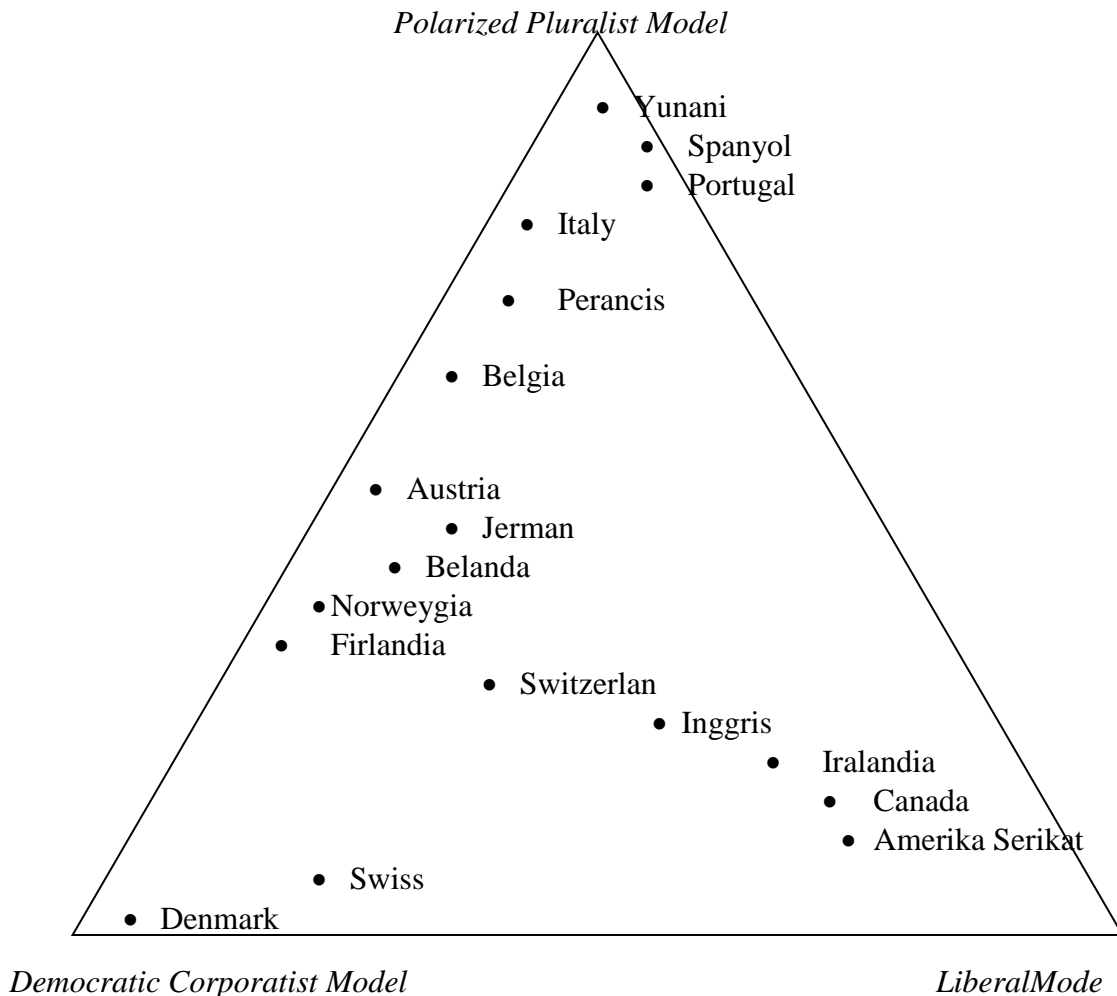 Polarized Pluralist Model
Yunani
Spanyol
Portugal
Italy
Perancis
Belgia
Austria
Jerman
Belanda
Norweygia
Firlandia
Switzerlan
Inggris
Iralandia
Canada
Amerika Serikat
Swiss
Denmark
Democratic Corporatist Model
LiberalMode